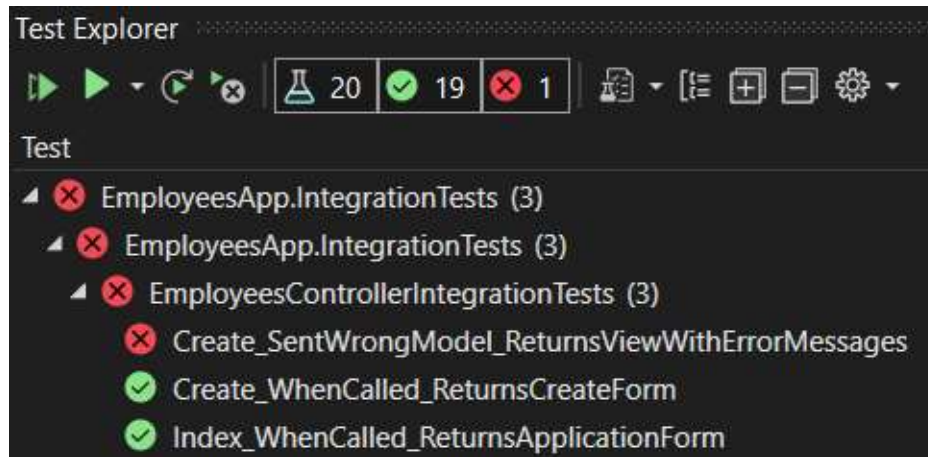 Test Explorer
20 19 1
Test
EmployeesApp.IntegrationTests (3)
EmployeesApp.IntegrationTests (3)
EmployeesControllerIntegrationTests (3)
Create_SentWrongModel_ReturnsViewWithErrorMessages
Create_WhenCalled_ReturnsCreateForm
Index_WhenCalled_ReturnsApplicationForm